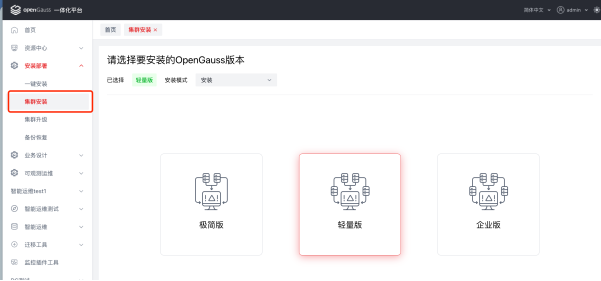 openGauss 一体化平台
简体中文
admin
首页
资源中心
安装部署
一键安装
集群安装
集群升级
备份恢复
业务设计
可观测运维
智能运维test1
智能运维测试
智能运维
迁移工具
监控插件工具
首页 集群安装 ×
请选择要安装的OpenGauss版本
已选择 轻量版 安装模式 安装
极简版
轻量版
企业版